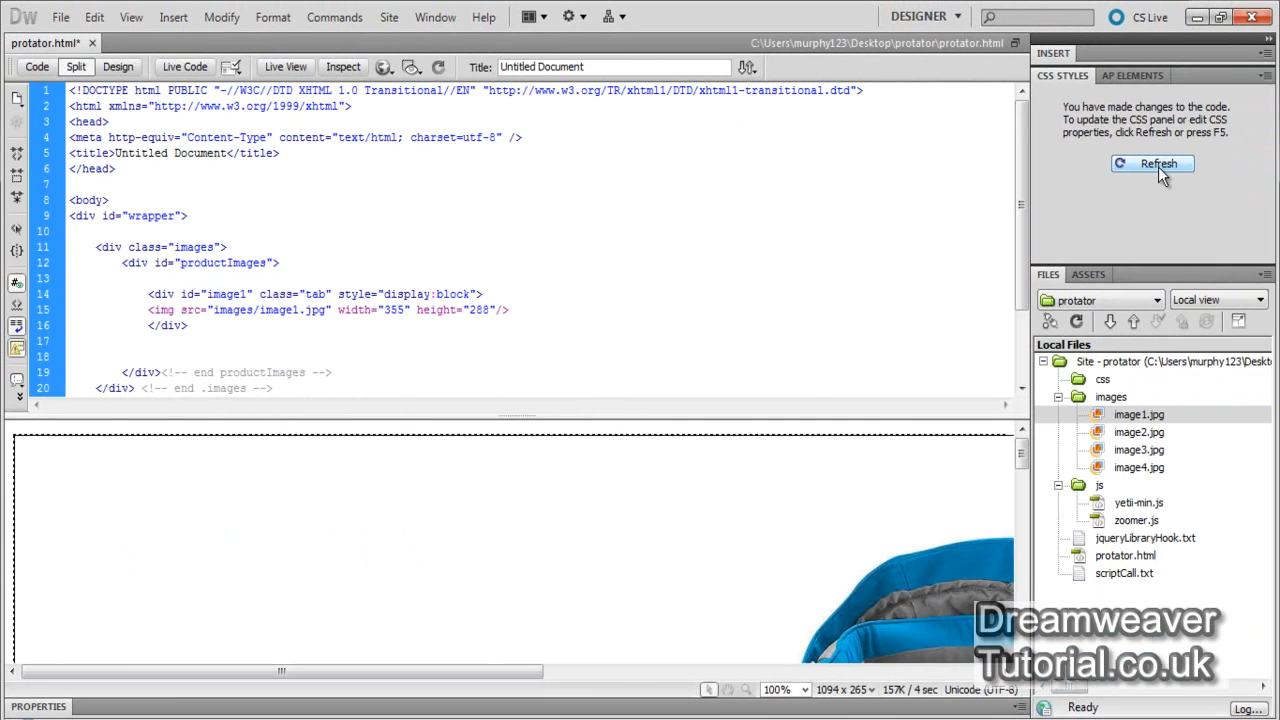 Dw File Edit View Insert Modify Format Commands Site Window Help DESIGNER CS Live
protator.html* C:\Users\murphy123\Desktop\protator\protator.html
Code Split Design Live Code Live View Inspect Title: Untitled Document
1 <!DOCTYPE html PUBLIC "-//W3C//DTD XHTML 1.0 Transitional//EN" "http://www.w3.org/TR/xhtml1/DTD/xhtml1-transitional.dtd">
2 <html xmlns="http://www.w3.org/1999/xhtml">
3 <head>
4 <meta http-equiv="Content-Type" content="text/html; charset=utf-8" />
5 <title>Untitled Document</title>
6 </head>
7
8 <body>
9 <div id="wrapper">
10
11 <div class="images">
12 <div id="productImages">
13
14 <div id="image1" class="tab" style="display:block">
15 <img src="images/image1.jpg" width="355" height="288"/>
16 </div>
17
18
19 </div><!-- end productImages -->
20 </div> <!-- end .images -->
100% 1094 x 265 157K / 4 sec Unicode (UTF-8)
PROPERTIES
INSERT
CSS STYLES AP ELEMENTS
You have made changes to the code.
To update the CSS panel or edit CSS
properties, click Refresh or press F5.
Refresh
FILES ASSETS
protator Local view
Local Files
Site - protator (C:\Users\murphy123\Deskto
css
images
image1.jpg
image2.jpg
image3.jpg
image4.jpg
js
yetii-min.js
zoomer.js
jqueryLibraryHook.txt
protator.html
scriptCall.txt
Dreamweaver
Tutorial.co.uk
Ready Log...